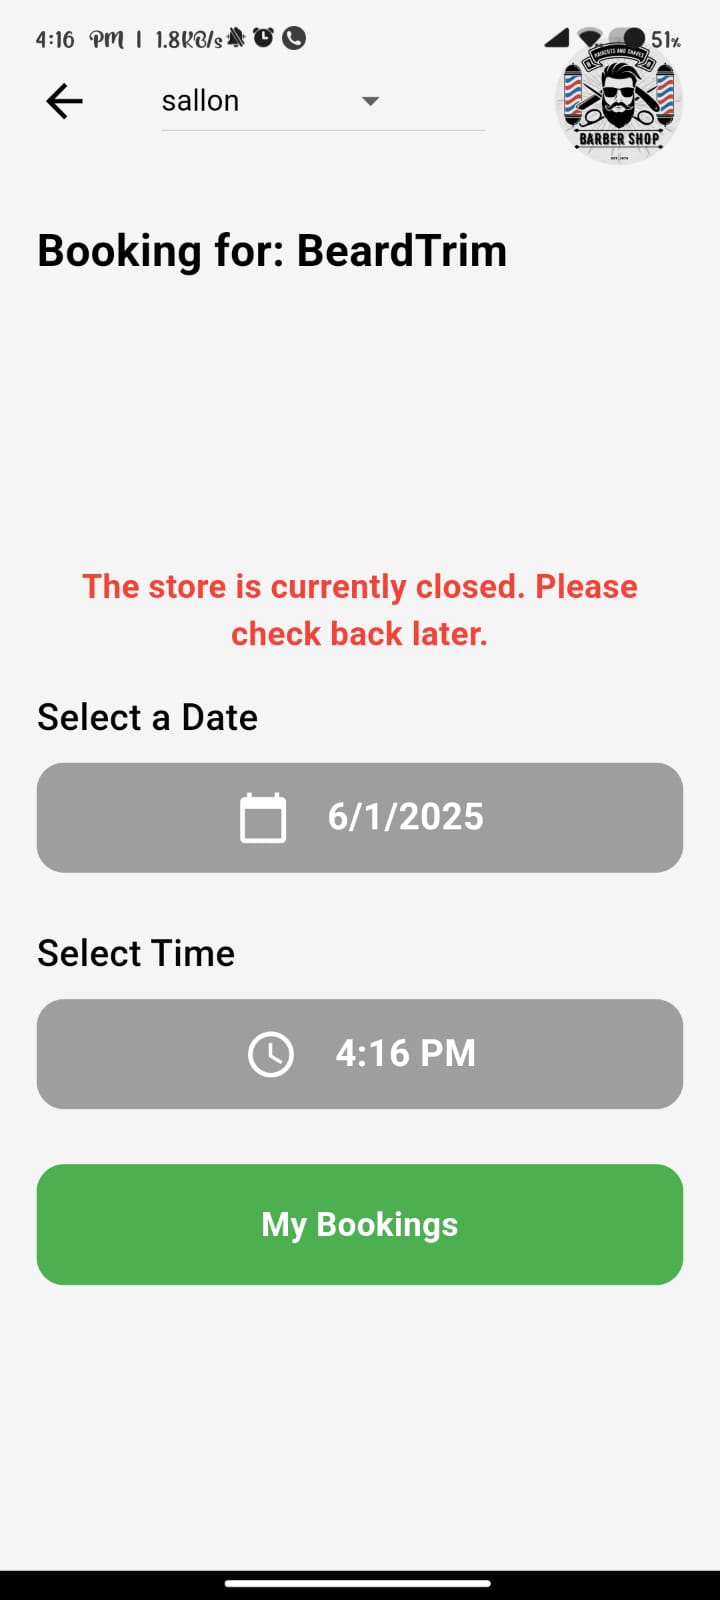 4:16 PM | 1.8KB/s
51%
sallon
HAIRCUTS AND SHAVES
BARBER SHOP
Booking for: BeardTrim
The store is currently closed. Please
check back later.
Select a Date
6/1/2025
Select Time
4:16 PM
My Bookings